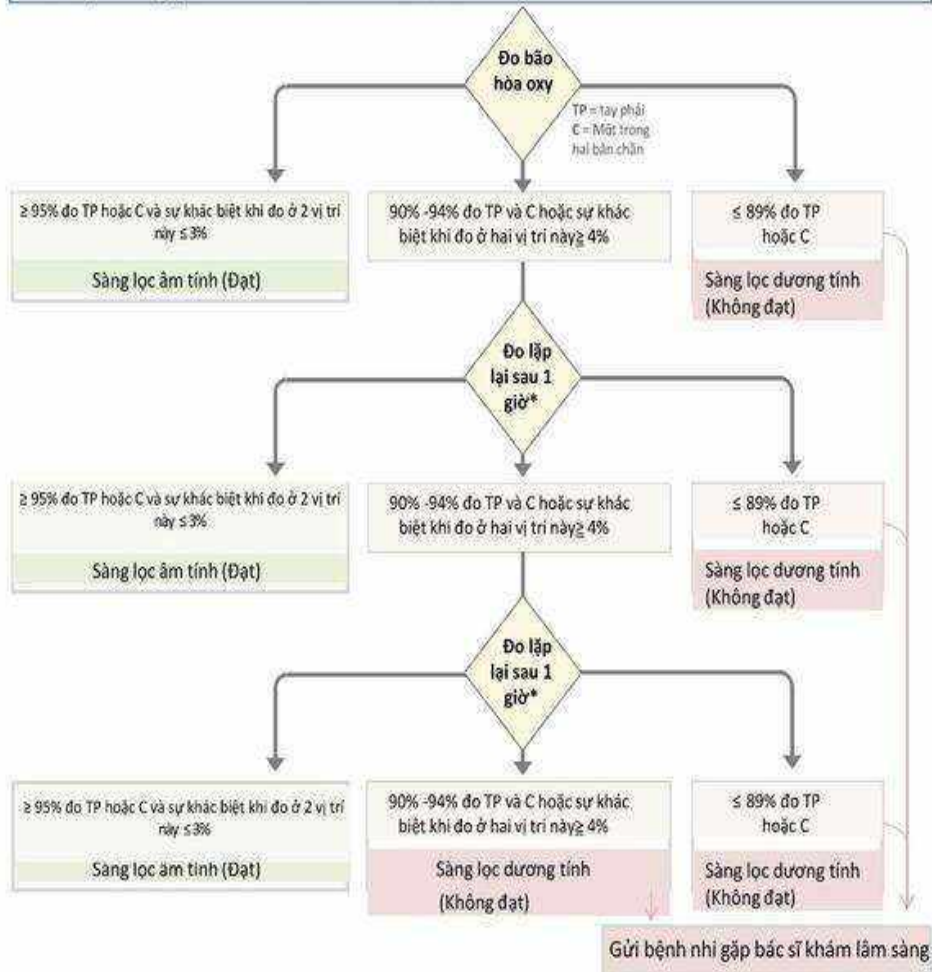 Đo bão
hòa oxy
TP = tay phải
C = Một trong
hai bàn chân
≥ 95% đo TP hoặc C và sự khác biệt khi đo ở 2 vị trí
này ≤ 3%
Sàng lọc âm tính (Đạt)
90% -94% đo TP và C hoặc sự khác
biệt khi đo ở hai vị trí này≧ 4%
≤ 89% đo TP
hoặc C
Sàng lọc dương tính
(Không đạt)
Đo lặp
lại sau 1
giờ*
≥ 95% đo TP hoặc C và sự khác biệt khi đo ở 2 vị trí
này ≤ 3%
Sàng lọc âm tính (Đạt)
90% -94% đo TP và C hoặc sự khác
biệt khi đo ở hai vị trí này≧ 4%
≤ 89% đo TP
hoặc C
Sàng lọc dương tính
(Không đạt)
Đo lặp
lại sau 1
giờ*
≥ 95% đo TP hoặc C và sự khác biệt khi đo ở 2 vị trí
này ≤ 3%
Sàng lọc âm tính (Đạt)
90% -94% đo TP và C hoặc sự khác
biệt khi đo ở hai vị trí này≧ 4%
Sàng lọc dương tính
(Không đạt)
≤ 89% đo TP
hoặc C
Sàng lọc dương tính
(Không đạt)
Gửi bệnh nhi gặp bác sĩ khám lâm sàng